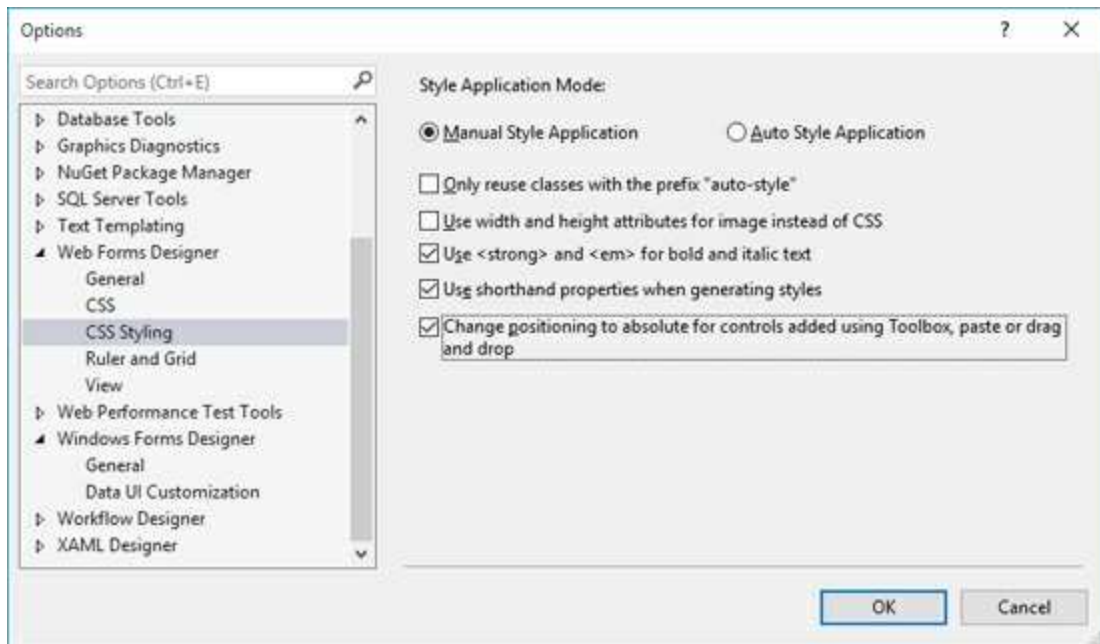 Options
?
Search Options (Ctrl+E)
Database Tools
Graphics Diagnostics
NuGet Package Manager
SQL Server Tools
Text Templating
Web Forms Designer
General
CSS
CSS Styling
Ruler and Grid
View
Web Performance Test Tools
Windows Forms Designer
General
Data UI Customization
Workflow Designer
XAML Designer
Style Application Mode:
Manual Style Application
Auto Style Application
Only reuse classes with the prefix "auto-style"
Use width and height attributes for image instead of CSS
Use <strong> and <em> for bold and italic text
Use shorthand properties when generating styles
Change positioning to absolute for controls added using Toolbox, paste or drag
and drop
OK
Cancel